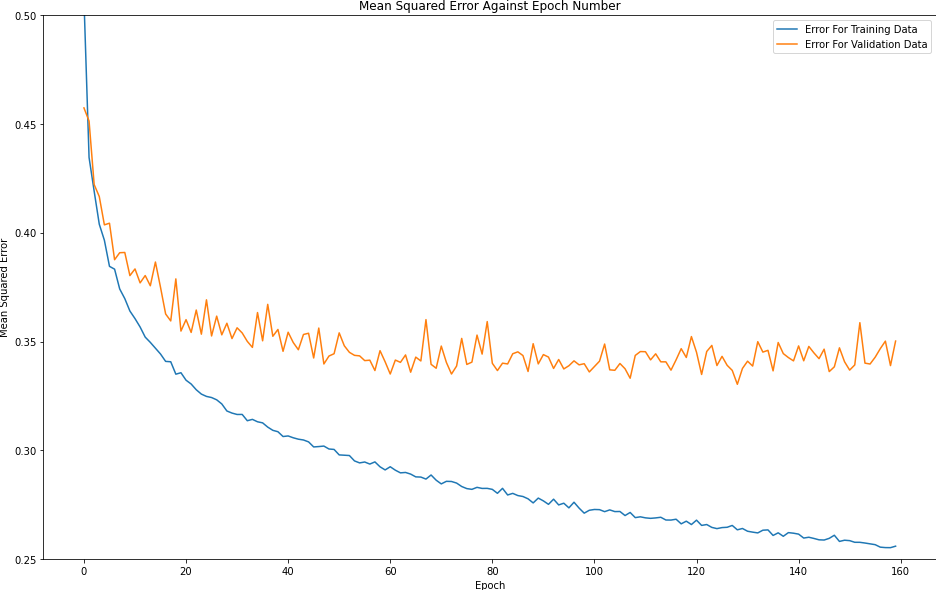 Mean Squared Error Against Epoch Number
Error For Training Data
Error For Validation Data
0.50
0.45
0.40
0.35
0.30
0.25
Mean Squared Error
0 20 40 60 80 100 120 140 160
Epoch